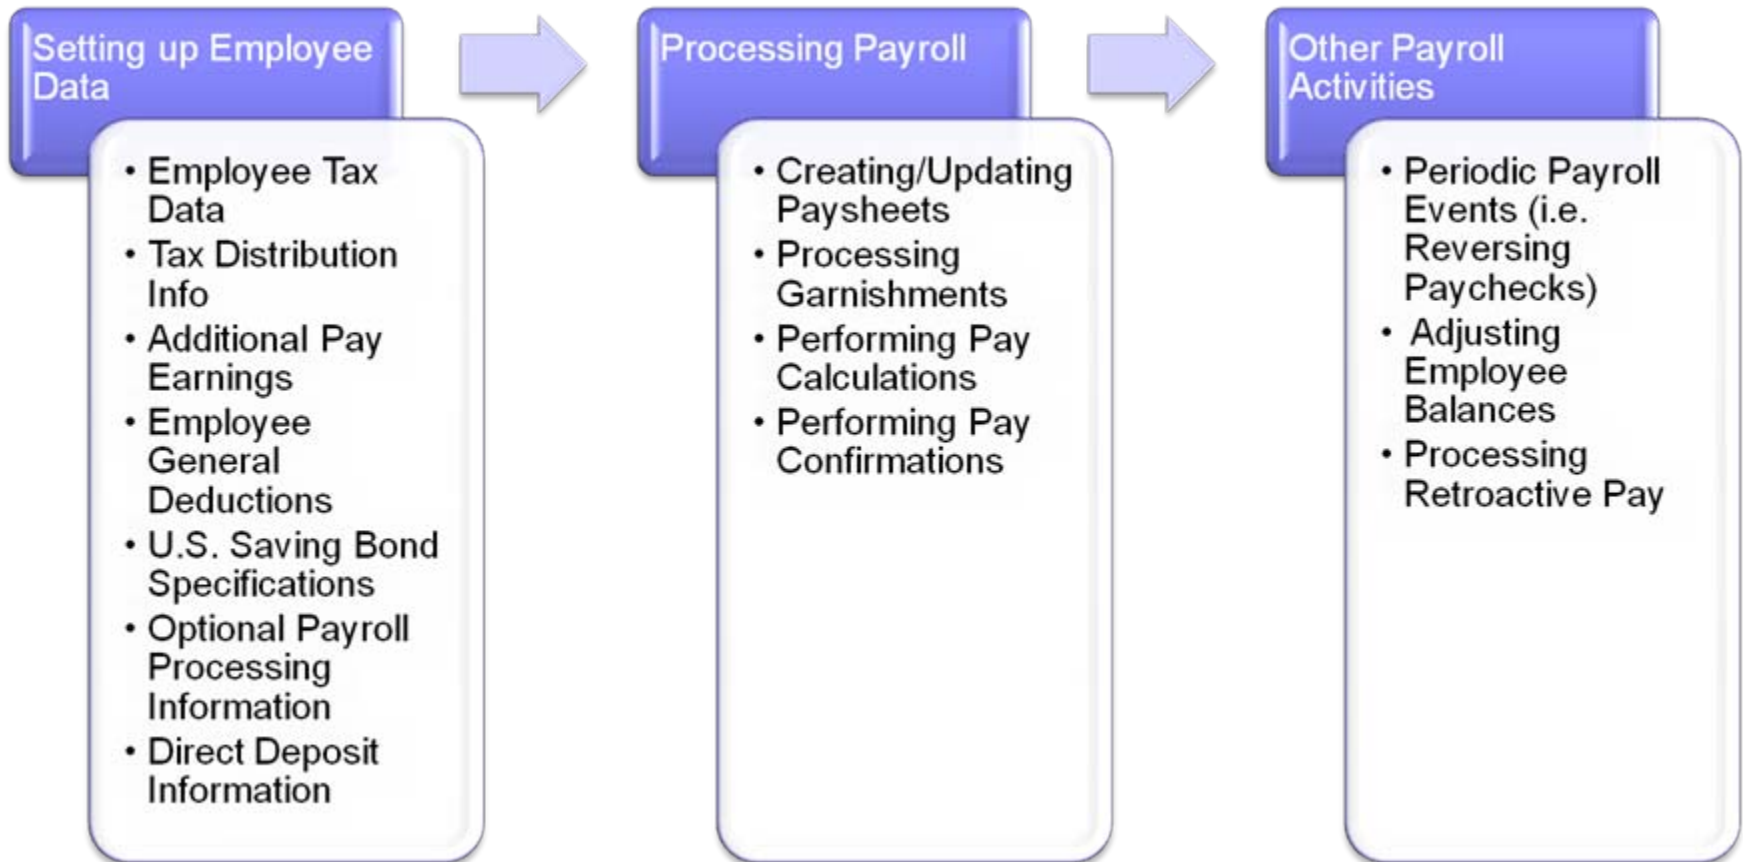 Setting up Employee
Data
• Employee Tax
Data
• Tax Distribution
Info
• Additional Pay
Earnings
• Employee
General
Deductions
• U.S. Saving Bond
Specifications
• Optional Payroll
Processing
Information
• Direct Deposit
Information
Processing Payroll
• Creating/Updating
Paysheets
• Processing
Garnishments
• Performing Pay
Calculations
• Performing Pay
Confirmations
Other Payroll
Activities
• Periodic Payroll
Events (i.e.
Reversing
Paychecks)
• Adjusting
Employee
Balances
• Processing
Retroactive Pay